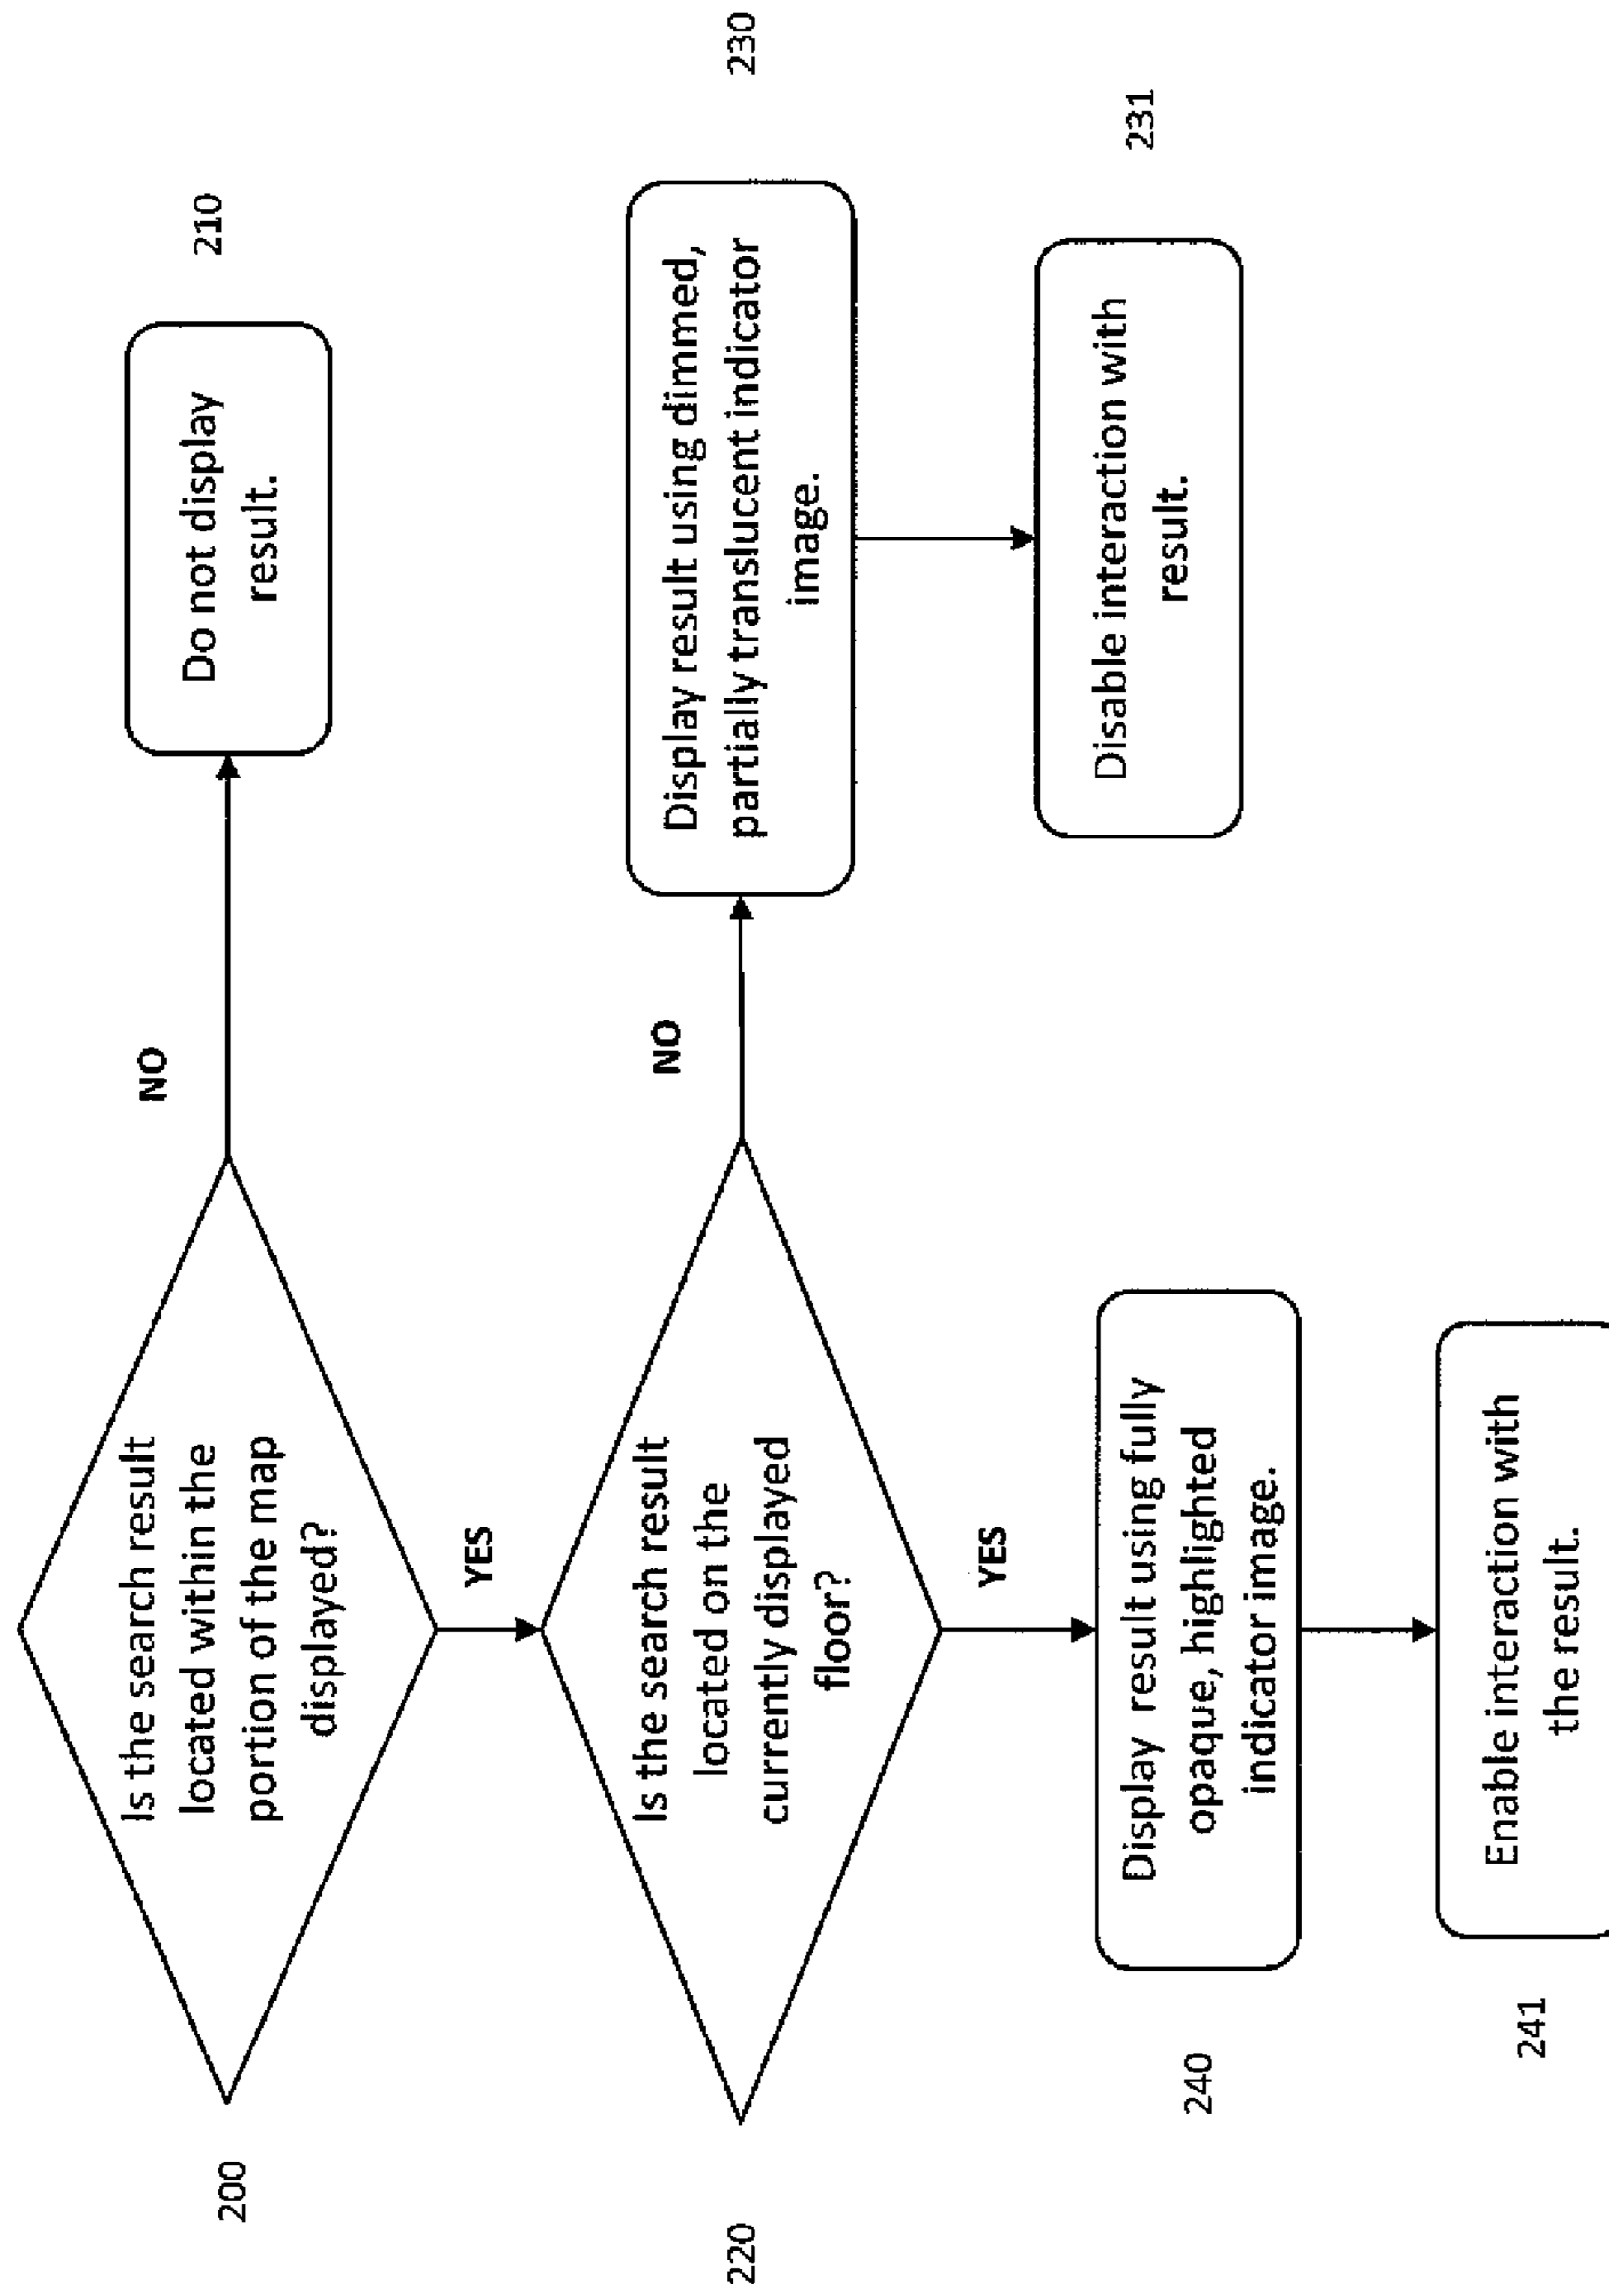 200
Is the search result
located within the
portion of the map
displayed?
NO
Do not display
result.
210
YES
220
Is the search result
located on the
currently displayed
floor?
NO
Display result using dimmed,
partially translucent indicator
image.
230
Disable interaction with
result.
231
YES
240
Display result using fully
opaque, highlighted
indicator image.
241
Enable interaction with
the result.